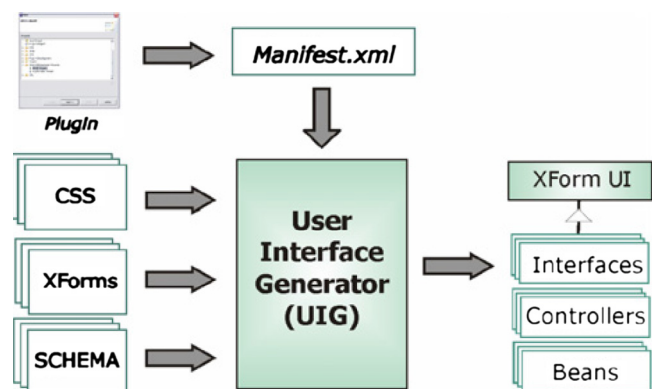 Manifest.xml
Plugin
CSS
XForms
SCHEMA
User
Interface
Generator
(UIG)
XForm UI
Interfaces
Controllers
Beans